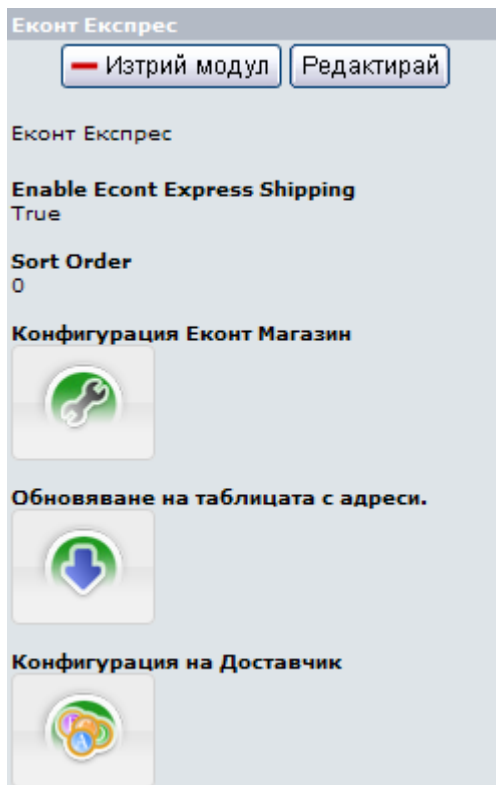 Еконт Експрес
Изтрий модул Редактирай
Еконт Експрес
Enable Econt Express Shipping
True
Sort Order
0
Конфигурация Еконт Магазин
Обновяване на таблицата с адреси.
Конфигурация на Доставчик